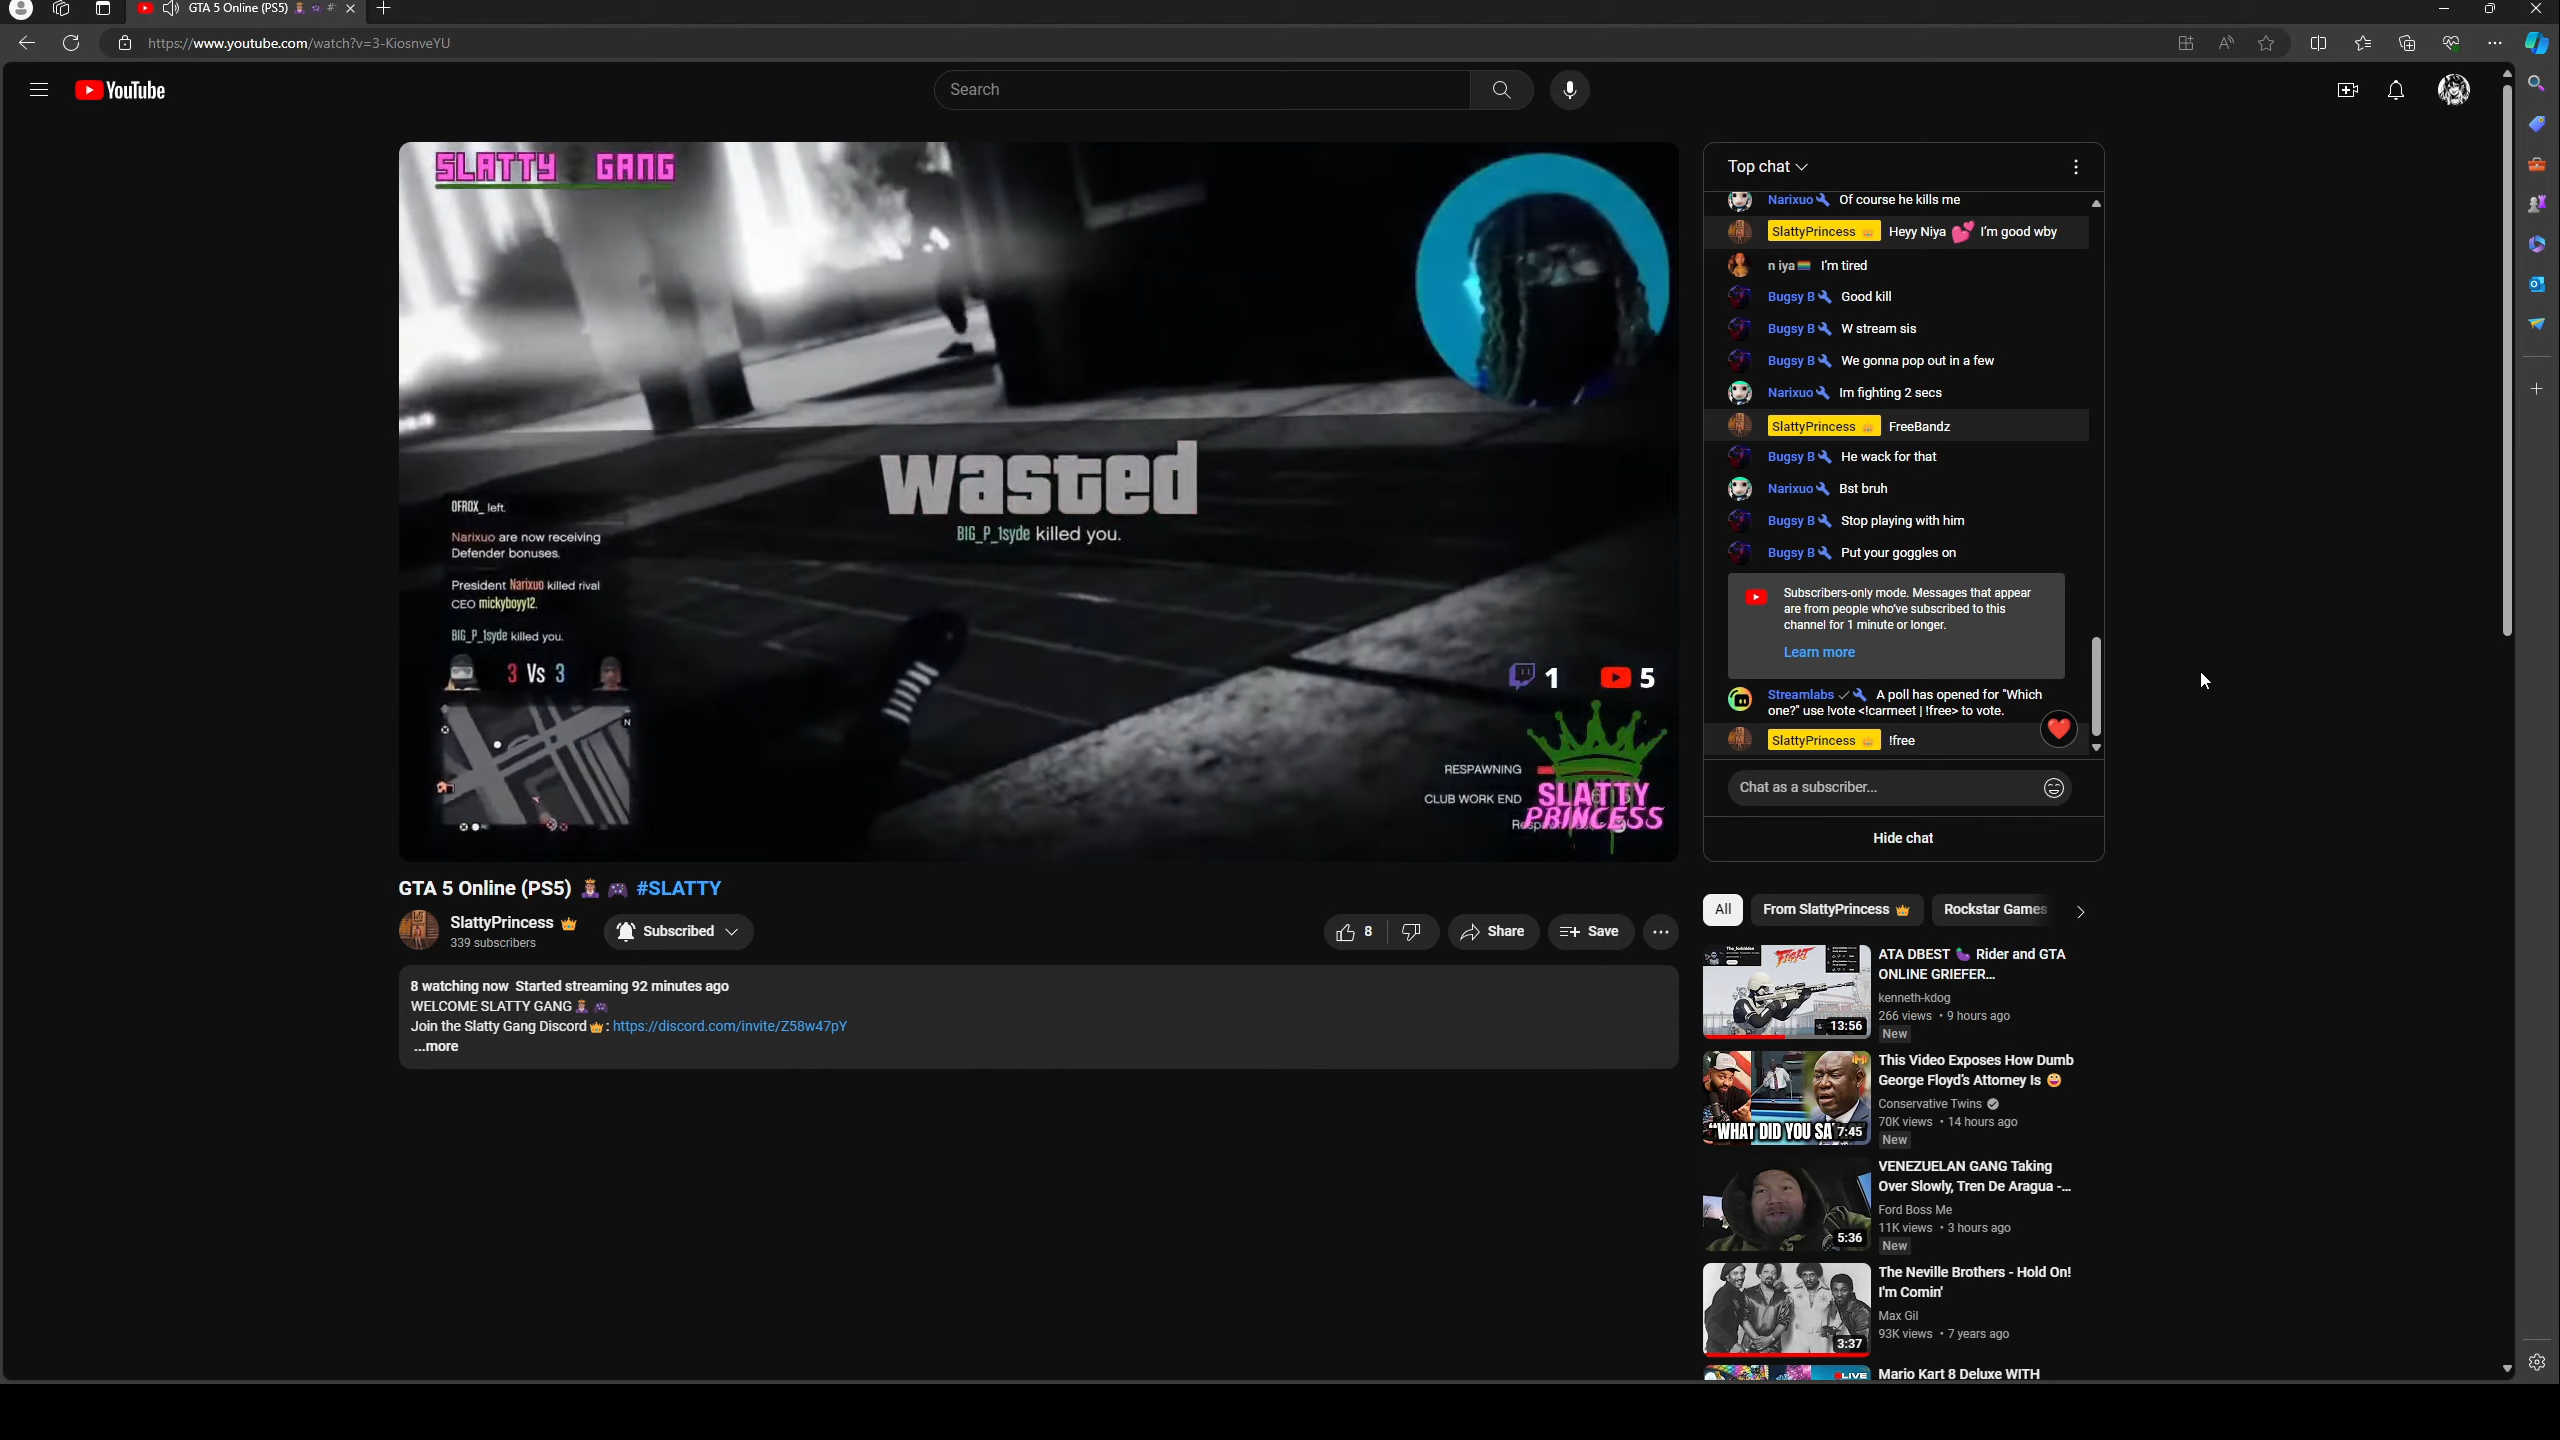 GTA 5 Online (PS5)
https://www.youtube.com/watch?v=3-KiosnveYU
YouTube
Search
SLATTY GANG
OFROX_ left.
Narixuo are now receiving
Defender bonuses.
President Narixuo killed rival
CEO mickyboyy12.
BIG_P_1syde killed you.
3 Vs 3
N
wasted
BIG_P_1syde killed you.
1
5
RESPAWNING
CLUB WORK END
SLATTY
PRINCESS
Top chat
Narixuo Of course he kills me
SlattyPrincess Heyy Niya 💕 I'm good wby
n iya I'm tired
Bugsy B Good kill
Bugsy B W stream sis
Bugsy B We gonna pop out in a few
Narixuo Im fighting 2 secs
SlattyPrincess FreeBandz
Bugsy B He wack for that
Narixuo Bst bruh
Bugsy B Stop playing with him
Bugsy B Put your goggles on
Subscribers-only mode. Messages that appear
are from people who've subscribed to this
channel for 1 minute or longer.
Learn more
Streamlabs A poll has opened for "Which
one?" use !vote <!carmeet | !free> to vote.
SlattyPrincess !free
Chat as a subscriber...
Hide chat
GTA 5 Online (PS5) 👸🏽 🎮 #SLATTY
SlattyPrincess 👑
339 subscribers
Subscribed
8
Share
Save
8 watching now Started streaming 92 minutes ago
WELCOME SLATTY GANG 👸🏽 🎮
Join the Slatty Gang Discord 👑 : https://discord.com/invite/Z58w47pY
...more
All
From SlattyPrincess 👑
Rockstar Games
13:56
ATA DBEST 🍆 Rider and GTA
ONLINE GRIEFER...
kenneth-kdog
266 views • 9 hours ago
New
"WHAT DID YOU SA
7:45
This Video Exposes How Dumb
George Floyd's Attorney Is 😀
Conservative Twins
70K views • 14 hours ago
New
5:36
VENEZUELAN GANG Taking
Over Slowly, Tren De Aragua -...
Ford Boss Me
11K views • 3 hours ago
New
3:37
The Neville Brothers - Hold On!
I'm Comin'
Max Gil
93K views • 7 years ago
LIVE
Mario Kart 8 Deluxe WITH